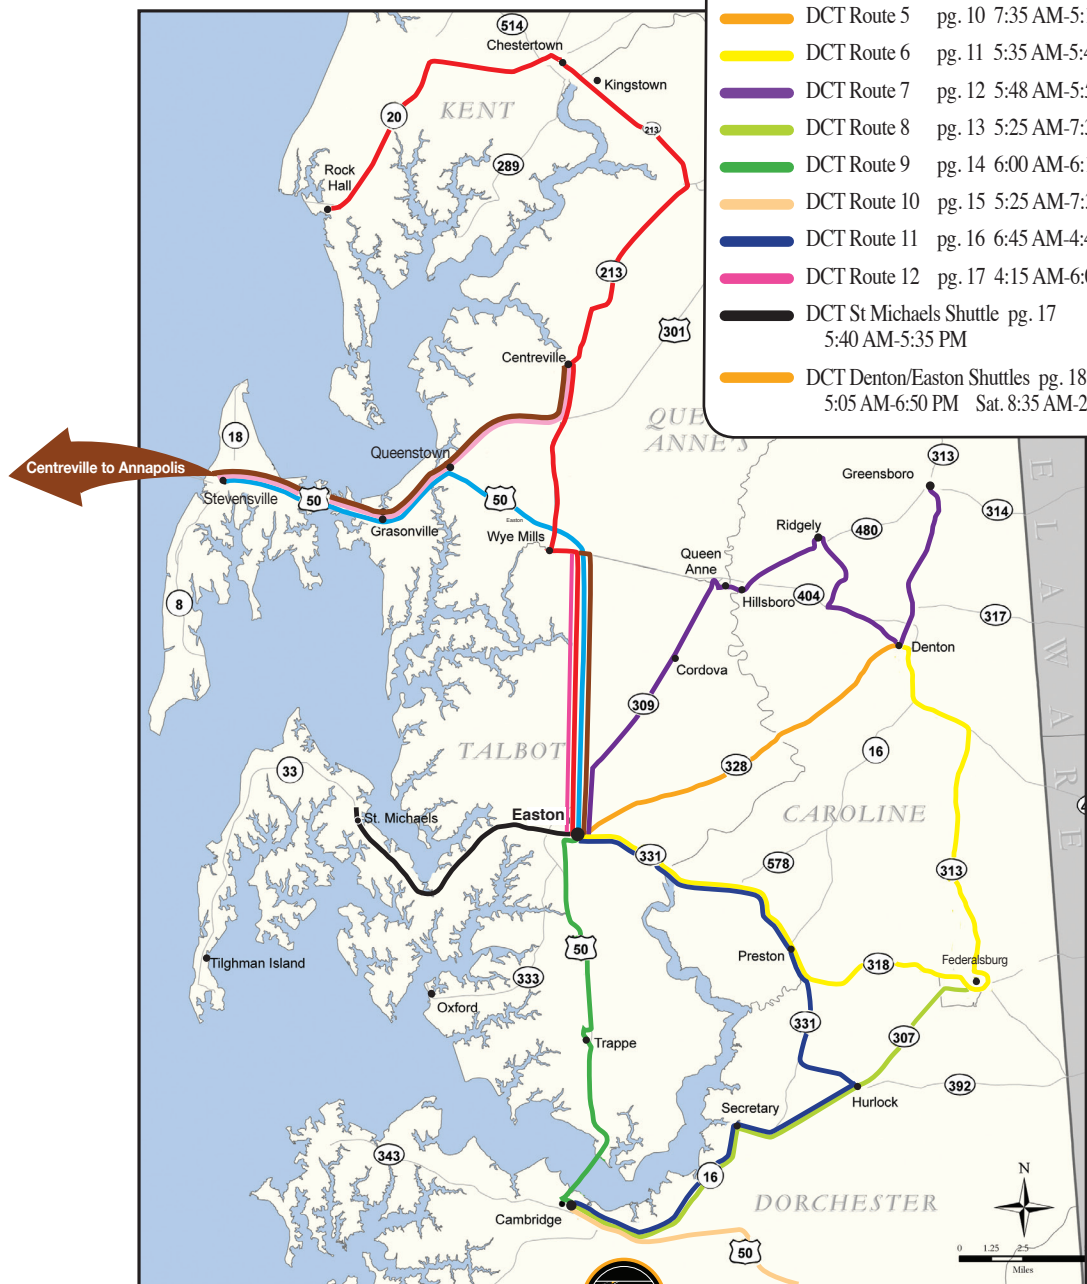 DCT Route 5 pg. 10 7:35 AM-5:
DCT Route 6 pg. 11 5:35 AM-5:4
DCT Route 7 pg. 12 5:48 AM-5:
DCT Route 8 pg. 13 5:25 AM-7:
DCT Route 9 pg. 14 6:00 AM-6:
DCT Route 10 pg. 15 5:25 AM-7:
DCT Route 11 pg. 16 6:45 AM-4:4
DCT Route 12 pg. 17 4:15 AM-6:0
DCT St Michaels Shuttle pg. 17
5:40 AM-5:35 PM
DCT Denton/Easton Shuttles pg. 18
5:05 AM-6:50 PM Sat. 8:35 AM-2
514
Chestertown
Kingstown
KENT
20
213
289
Rock
Hall
213
301
Centreville
QUE
ANNE'S
18
Queenstown
Centreville to Annapolis
Stevensville
50
Grasonville
50
Easton
Wye Mills
Greensboro
313
314
Ridgely
480
Queen
Anne
Hillsboro
404
317
8
Denton
Cordova
309
ELAWARE
TALBOT
328
16
33
St. Michaels
Easton
CAROLINE
331
578
313
50
Preston
318
Federalsburg
Tilghman Island
333
Oxford
331
307
Trappe
392
Hurlock
Secretary
343
16
DORCHESTER
N
Cambridge
50
0 1.25 2.5
Miles